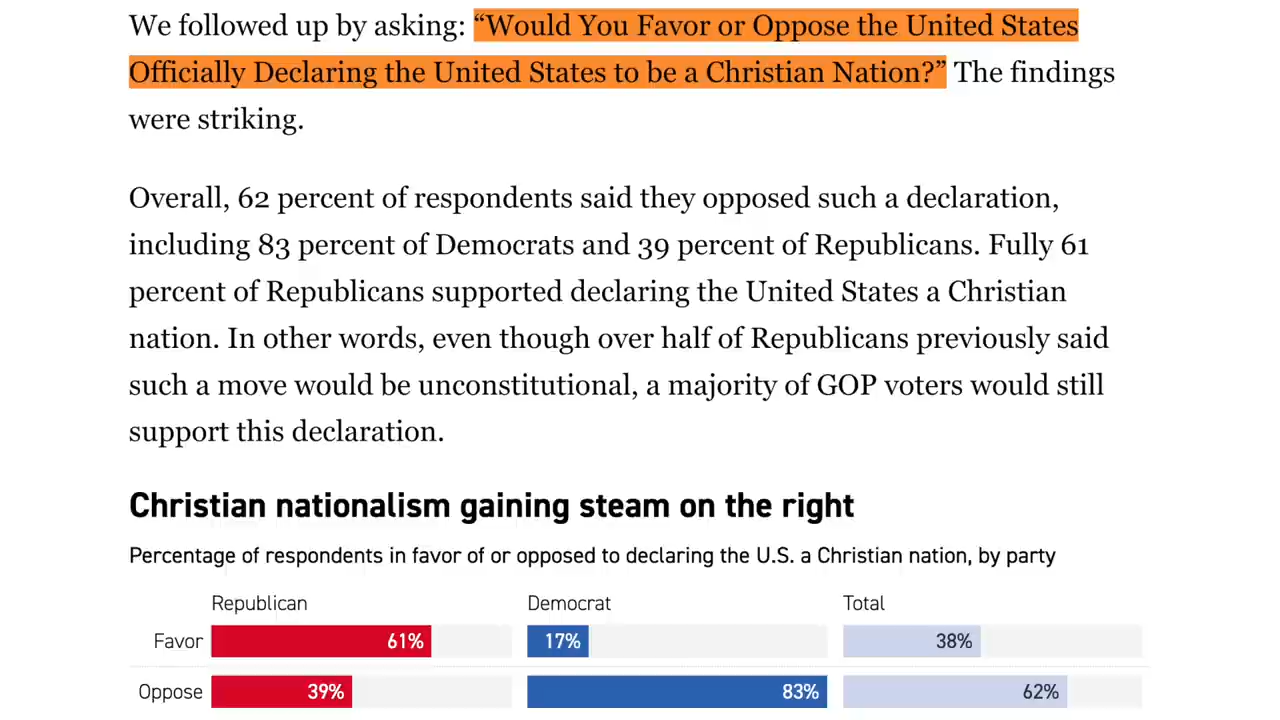 We followed up by asking: “Would You Favor or Oppose the United States
Officially Declaring the United States to be a Christian Nation?” The findings
were striking.
Overall, 62 percent of respondents said they opposed such a declaration,
including 83 percent of Democrats and 39 percent of Republicans. Fully 61
percent of Republicans supported declaring the United States a Christian
nation. In other words, even though over half of Republicans previously said
such a move would be unconstitutional, a majority of GOP voters would still
support this declaration.
Christian nationalism gaining steam on the right
Percentage of respondents in favor of or opposed to declaring the U.S. a Christian nation, by party
Republican Democrat Total
Favor 61% 17% 38%
Oppose 39% 83% 62%